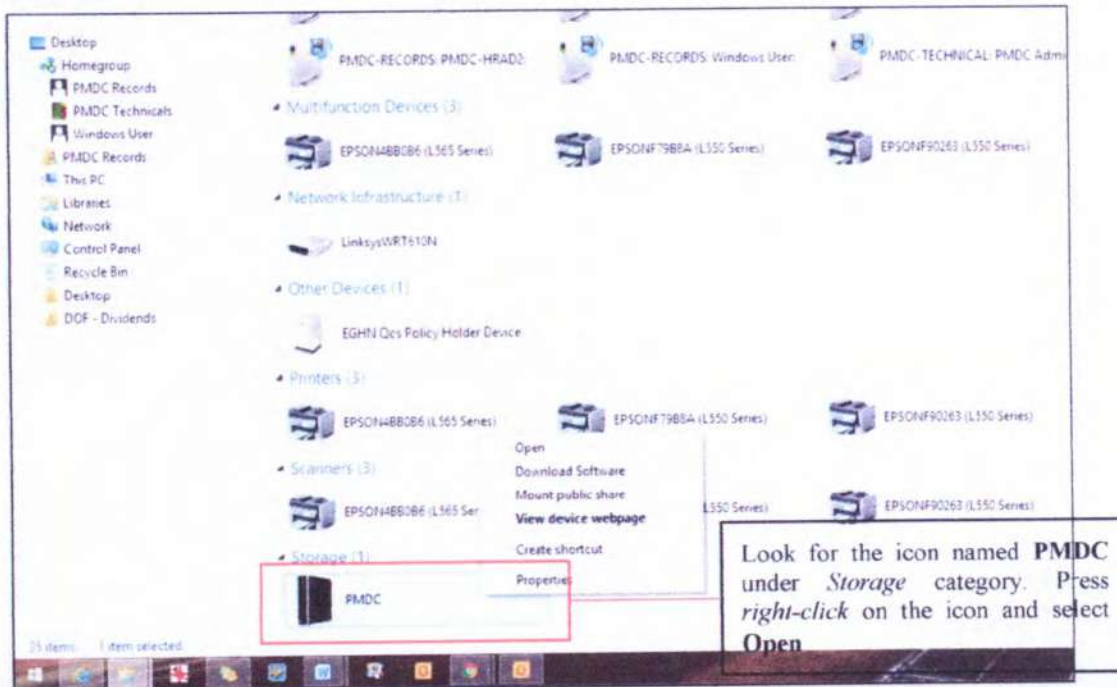 Desktop
Homegroup
PMDC Records
PMDC Technicals
Windows User
PMDC Records
This PC
Libraries
Network
Control Panel
Recycle Bin
Desktop
DOF - Dividends
PMDC-RECORDS: PMDC-HRAD2:
PMDC-RECORDS: Windows User:
PMDC-TECHNICAL: PMDC Admi
Multifunction Devices (3)
EPSON4BB0B6 (L565 Series)
EPSONF79B8A (L550 Series)
EPSONF90263 (L550 Series)
Network Infrastructure (1)
LinksysWRT610N
Other Devices (1)
EGHN Qos Policy Holder Device
Printers (3)
EPSON4BB0B6 (L565 Series)
EPSONF79B8A (L550 Series)
EPSONF90263 (L550 Series)
Scanners (3)
EPSON4BB0B6 (L565 Ser
L550 Series)
EPSONF90263 (L550 Series)
Storage (1)
PMDC
Open
Download Software
Mount public share
View device webpage
Create shortcut
Properties
Look for the icon named PMDC
under Storage category. Press
right-click on the icon and select
Open
35 items 1 item selected